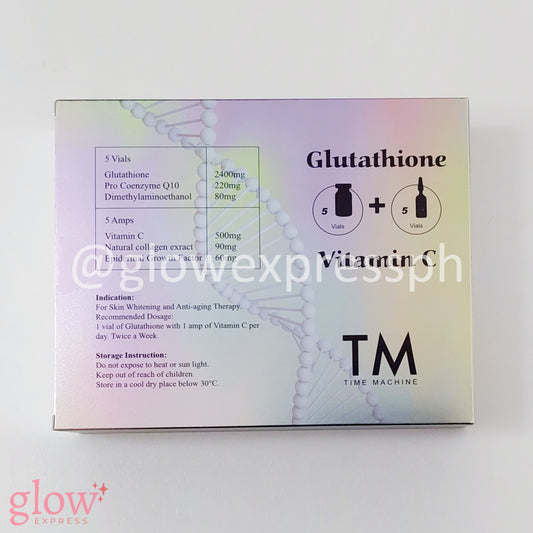 5 Vials
Glutathione 2400mg
Pro Coenzyme Q10 220mg
Dimethylaminoethanol 80mg
5 Amps
Vitamin C 500mg
Natural collagen exract 90mg
Epidermal Growth Factor 60mg
Indication:
For Skin Whitening and Anti-aging Therapy.
Recommended Dosage:
1 vial of Glutathione with 1 amp of Vitamin C per
day. Twice a Week.
Storage Instruction:
Do not expose to heat or sun light.
Keep out of reach of children.
Store in a cool dry place below 30°C.
Glutathione
5 Vials + 5 Vials
Vitamin C
TM
TIME MACHINE
@glowexpressph
glow
EXPRESS